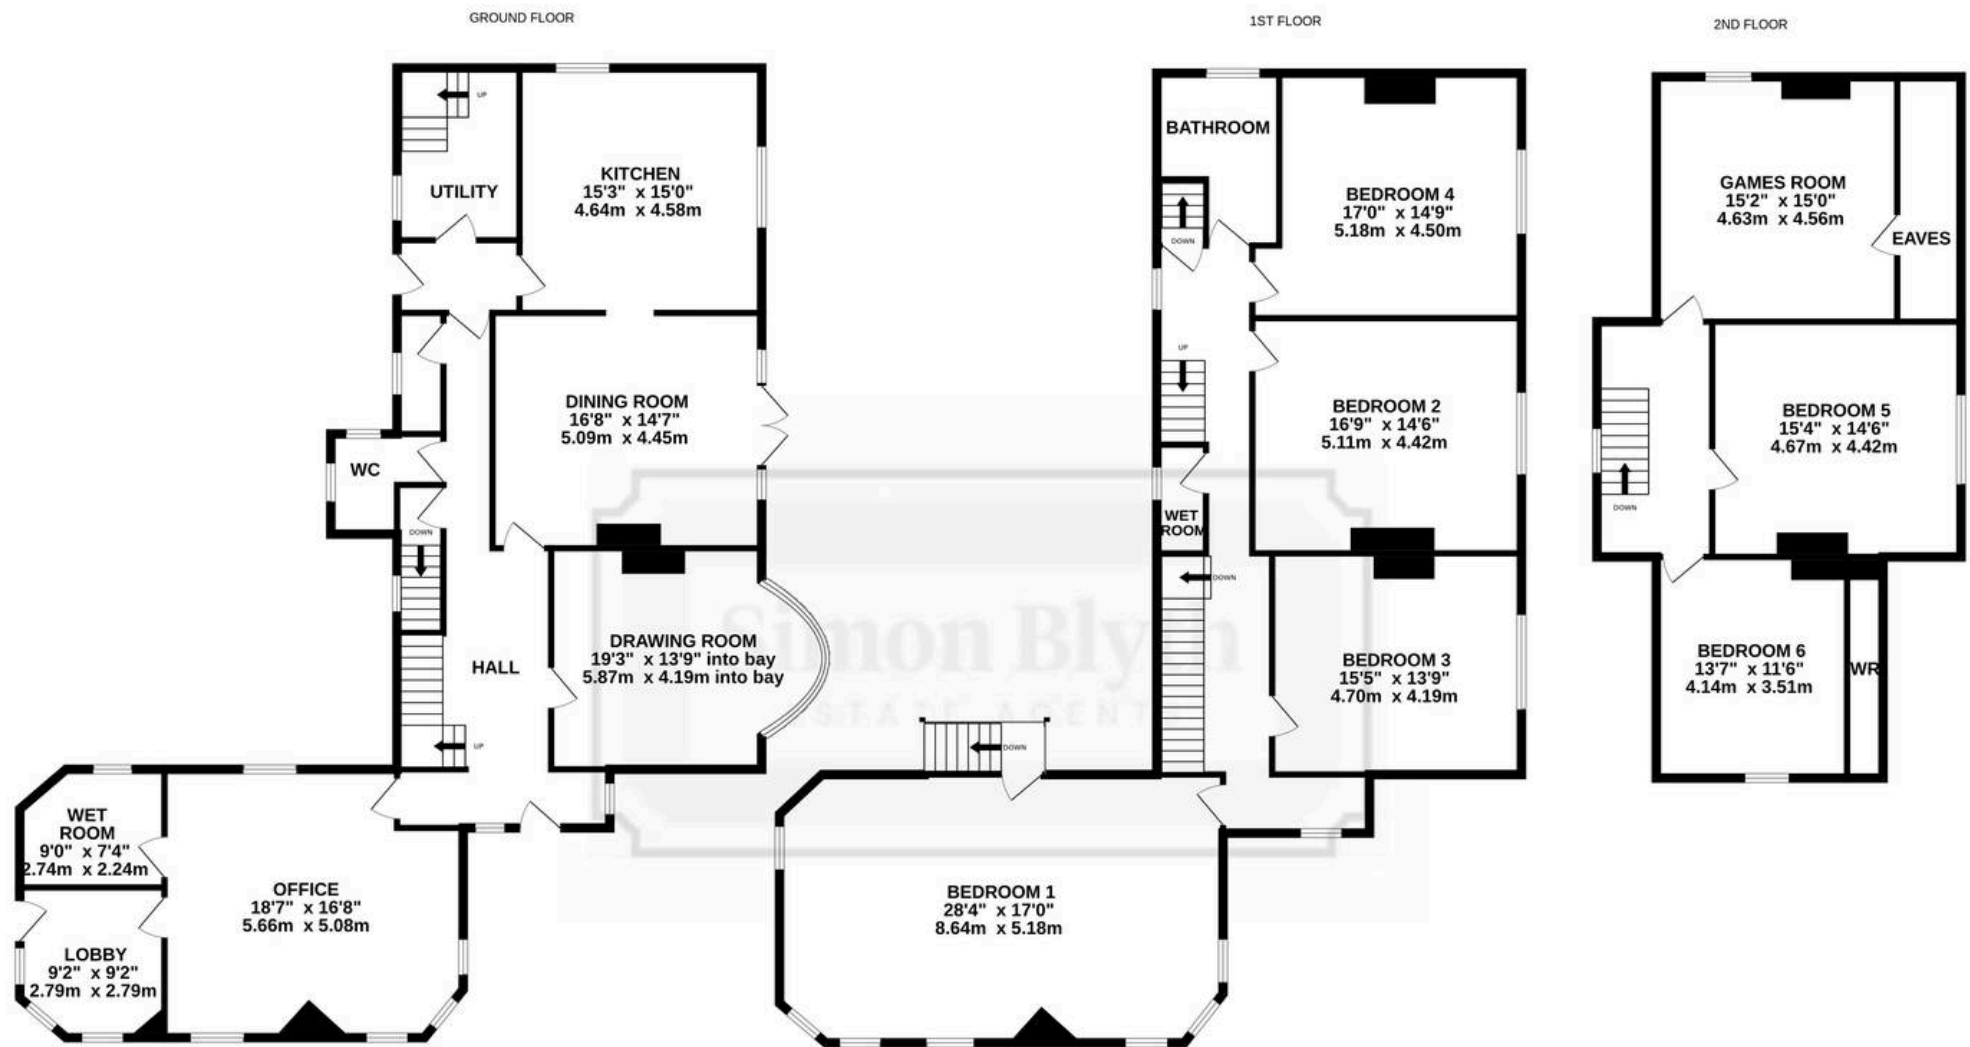 GROUND FLOOR
UP
UTILITY
KITCHEN
15'3" x 15'0"
4.64m x 4.58m
DINING ROOM
16'8" x 14'7"
5.09m x 4.45m
WC
DOWN
HALL
DRAWING ROOM
19'3" x 13'9" into bay
5.87m x 4.19m into bay
UP
WET
ROOM
9'0" x 7'4"
2.74m x 2.24m
OFFICE
18'7" x 16'8"
5.66m x 5.08m
LOBBY
9'2" x 9'2"
2.79m x 2.79m
1ST FLOOR
BATHROOM
DOWN
BEDROOM 4
17'0" x 14'9"
5.18m x 4.50m
UP
BEDROOM 2
16'9" x 14'6"
5.11m x 4.42m
WET
ROOM
DOWN
BEDROOM 3
15'5" x 13'9"
4.70m x 4.19m
DOWN
BEDROOM 1
28'4" x 17'0"
8.64m x 5.18m
2ND FLOOR
GAMES ROOM
15'2" x 15'0"
4.63m x 4.56m
EAVES
BEDROOM 5
15'4" x 14'6"
4.67m x 4.42m
DOWN
BEDROOM 6
13'7" x 11'6"
4.14m x 3.51m
WR
Simon Blyth
ESTATE AGENTS